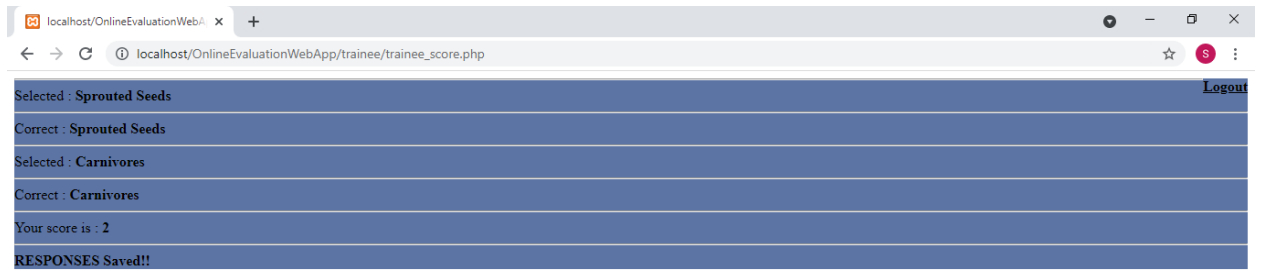 localhost/OnlineEvaluationWebA
localhost/OnlineEvaluationWebApp/trainee/trainee_score.php
S
Logout
Selected : Sprouted Seeds
Correct : Sprouted Seeds
Selected : Carnivores
Correct : Carnivores
Your score is : 2
RESPONSES Saved!!